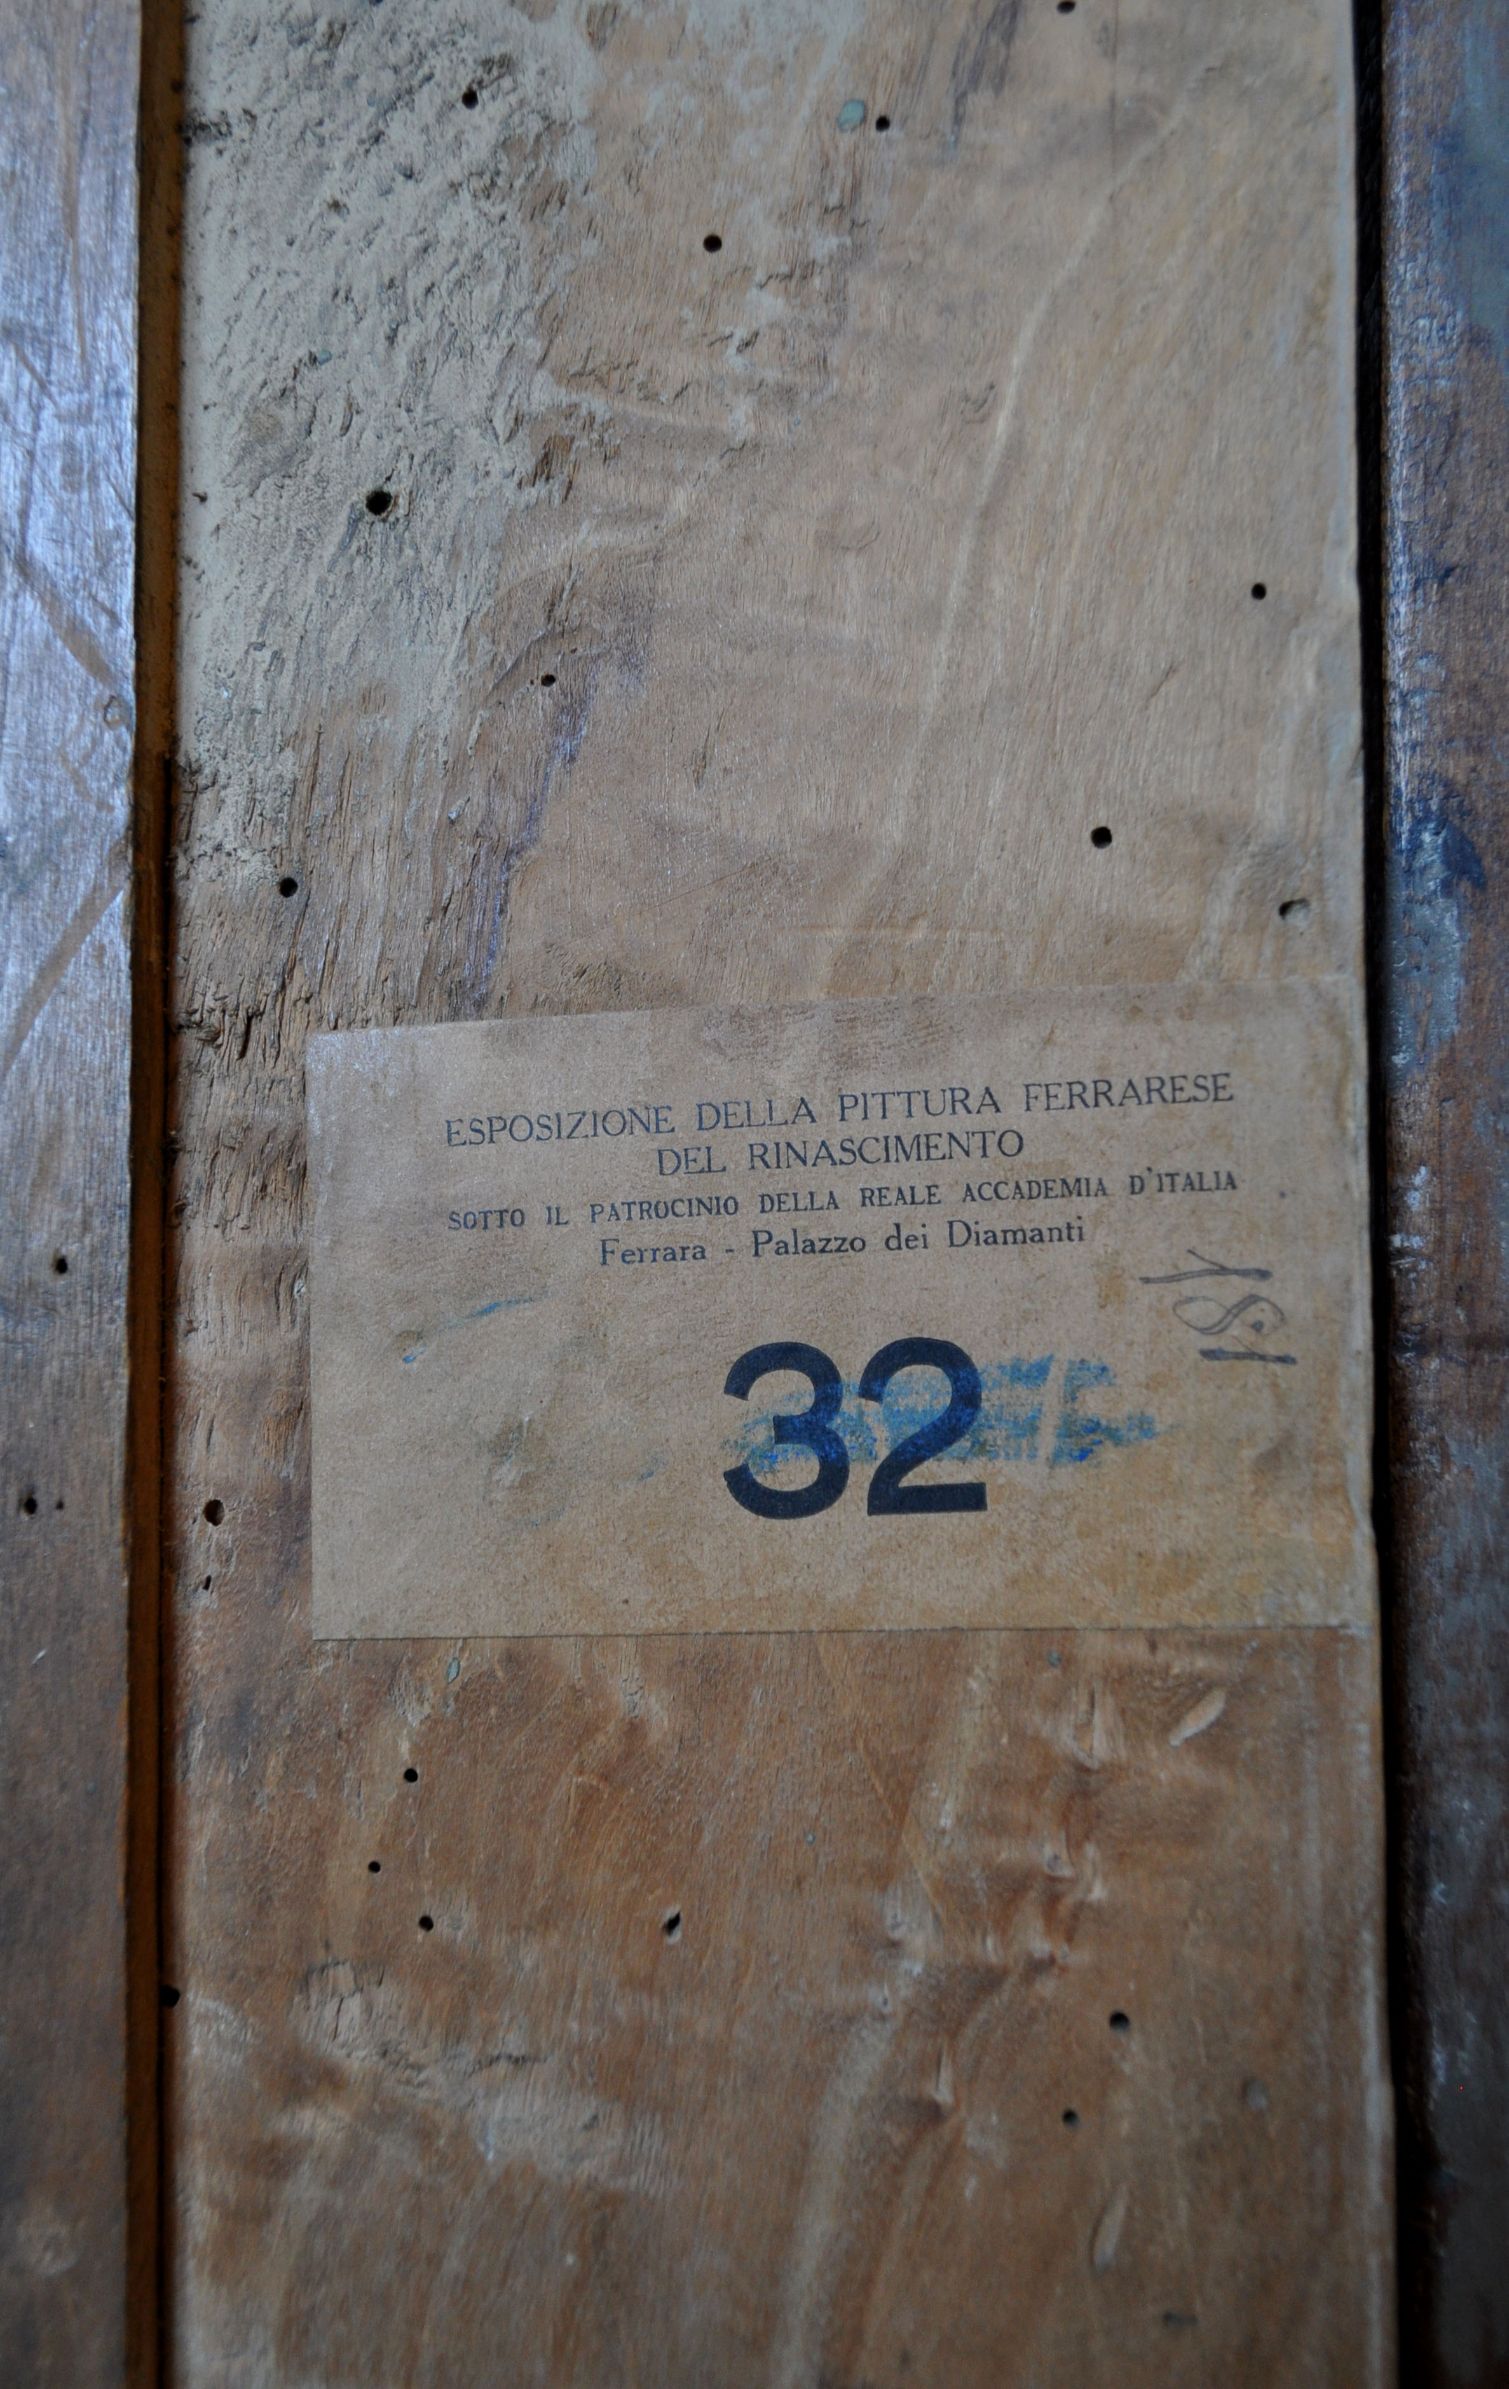 ESPOSIZIONE DELLA PITTURA FERRARESE
DEL RINASCIMENTO
SOTTO IL PATROCINIO DELLA REALE ACCADEMIA D'ITALIA
Ferrara - Palazzo dei Diamanti
32